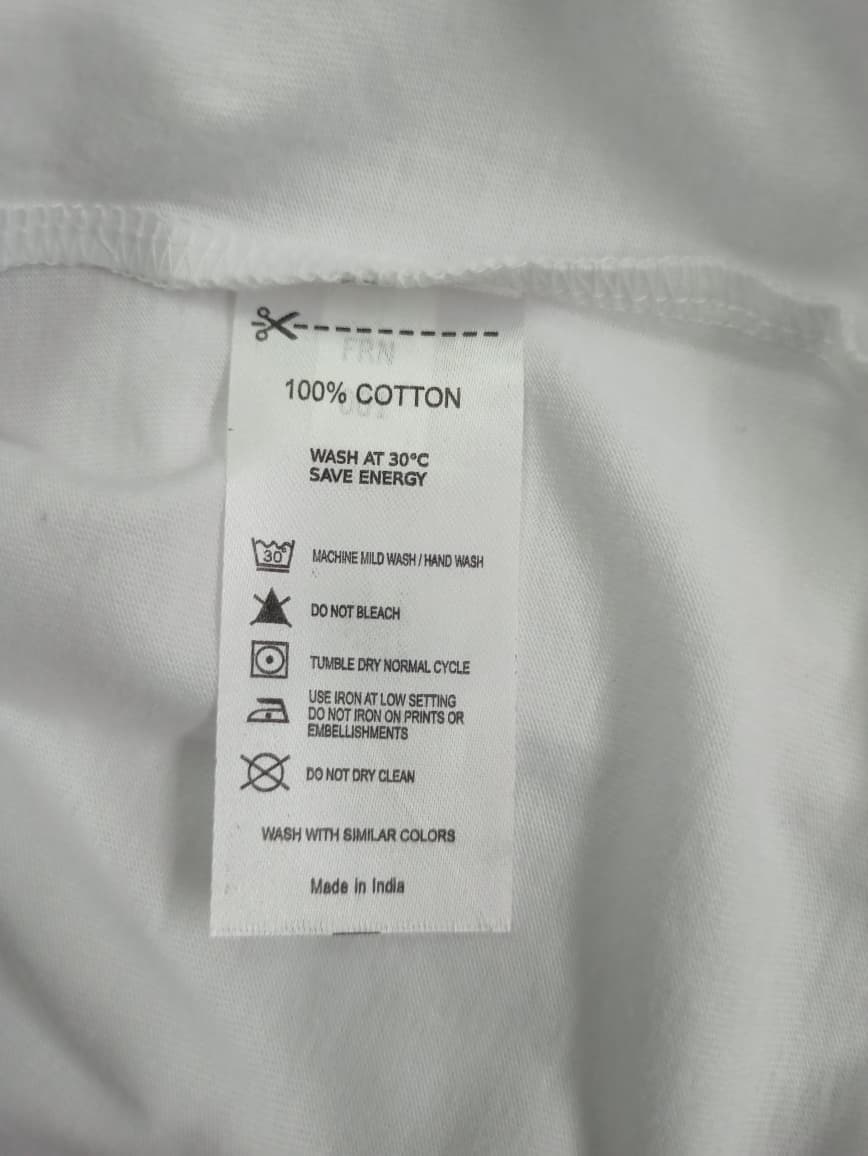 FRN
100% COTTON
WASH AT 30°C
SAVE ENERGY
30° MACHINE MILD WASH / HAND WASH
DO NOT BLEACH
TUMBLE DRY NORMAL CYCLE
USE IRON AT LOW SETTING
DO NOT IRON ON PRINTS OR
EMBELLISHMENTS
DO NOT DRY CLEAN
WASH WITH SIMILAR COLORS
Made in India